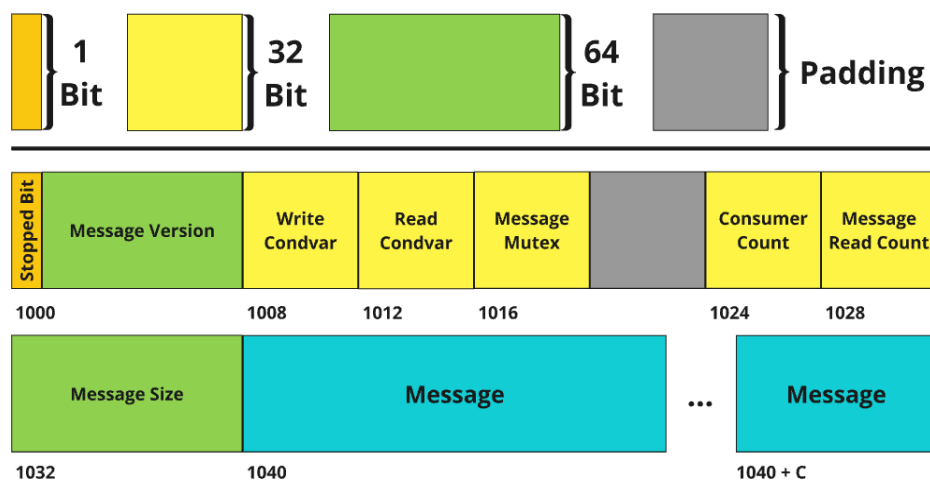 1
Bit
32
Bit
64
Bit
Padding
Stopped Bit
Message Version
Write
Condvar
Read
Condvar
Message
Mutex
Consumer
Count
Message
Read Count
1000
1008
1012
1016
1024
1028
Message Size
Message
...
Message
1032
1040
1040 + C